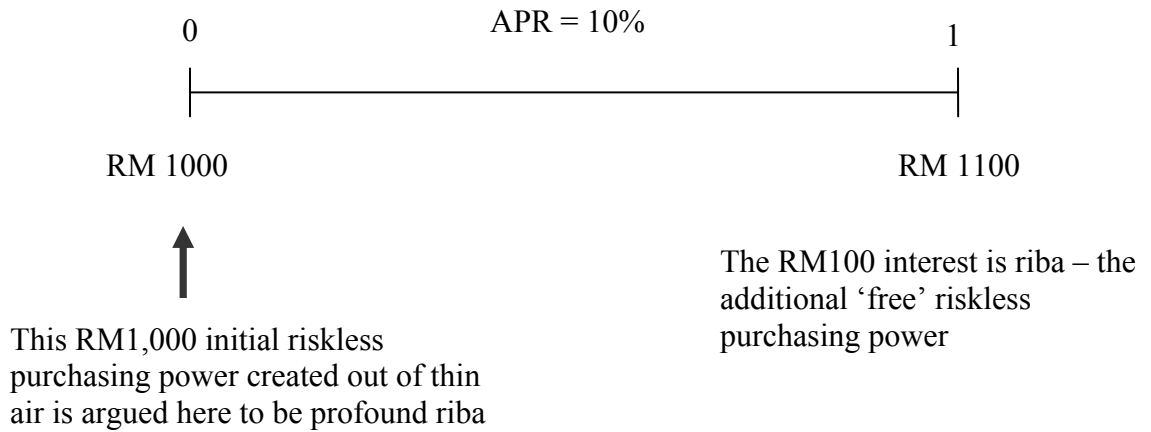 0
APR = 10%
1
RM 1000
RM 1100
This RM1,000 initial riskless
purchasing power created out of thin
air is argued here to be profound riba
The RM100 interest is riba – the
additional ‘free’ riskless
purchasing power